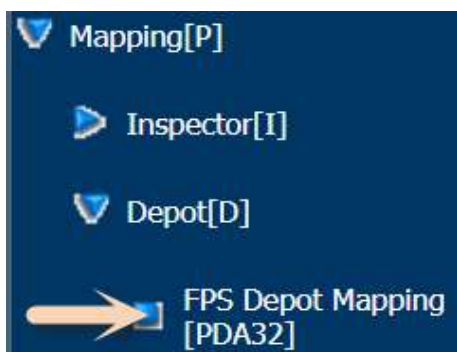 Mapping[P]
Inspector[I]
Depot[D]
FPS Depot Mapping
[PDA32]